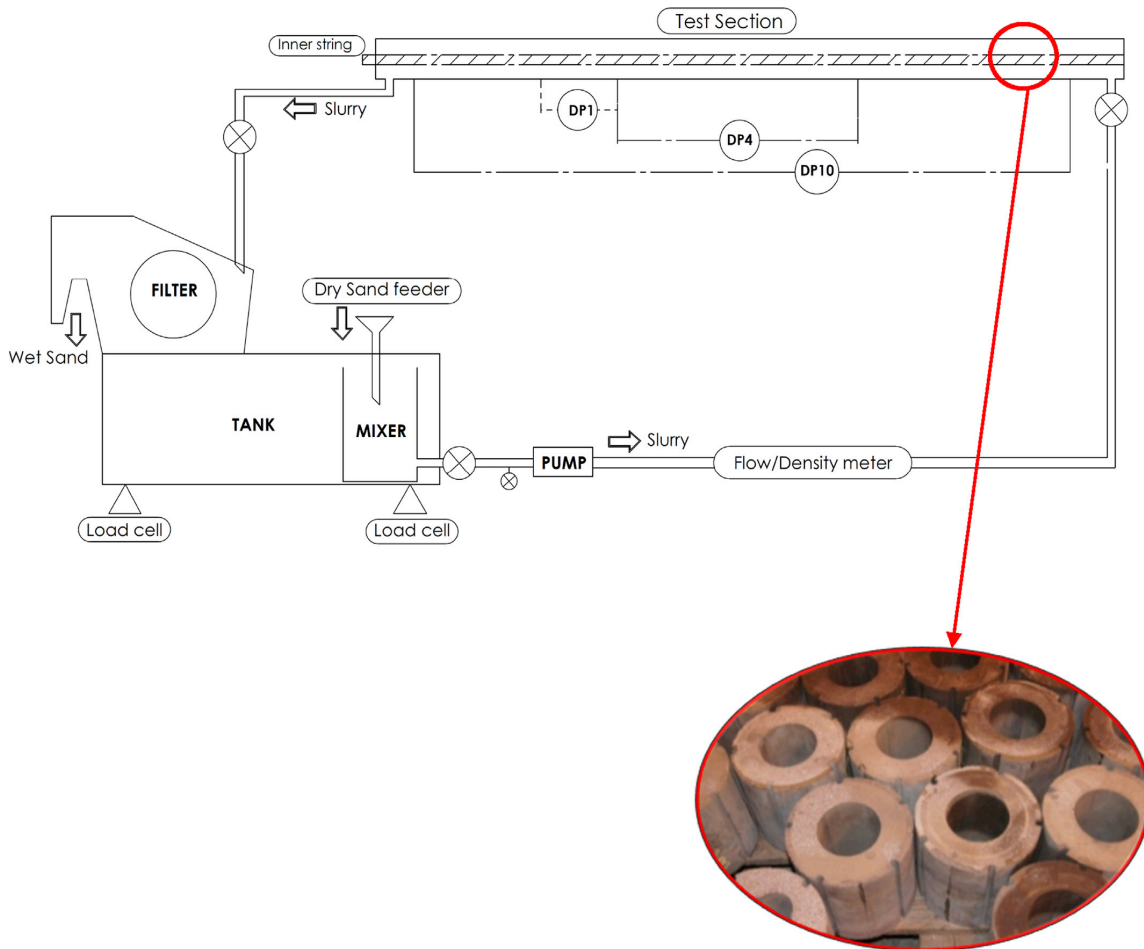 Test Section
Inner string
Slurry
DP1
DP4
DP10
FILTER
Dry Sand feeder
Wet Sand
TANK
MIXER
Slurry
PUMP
Flow/Density meter
Load cell
Load cell